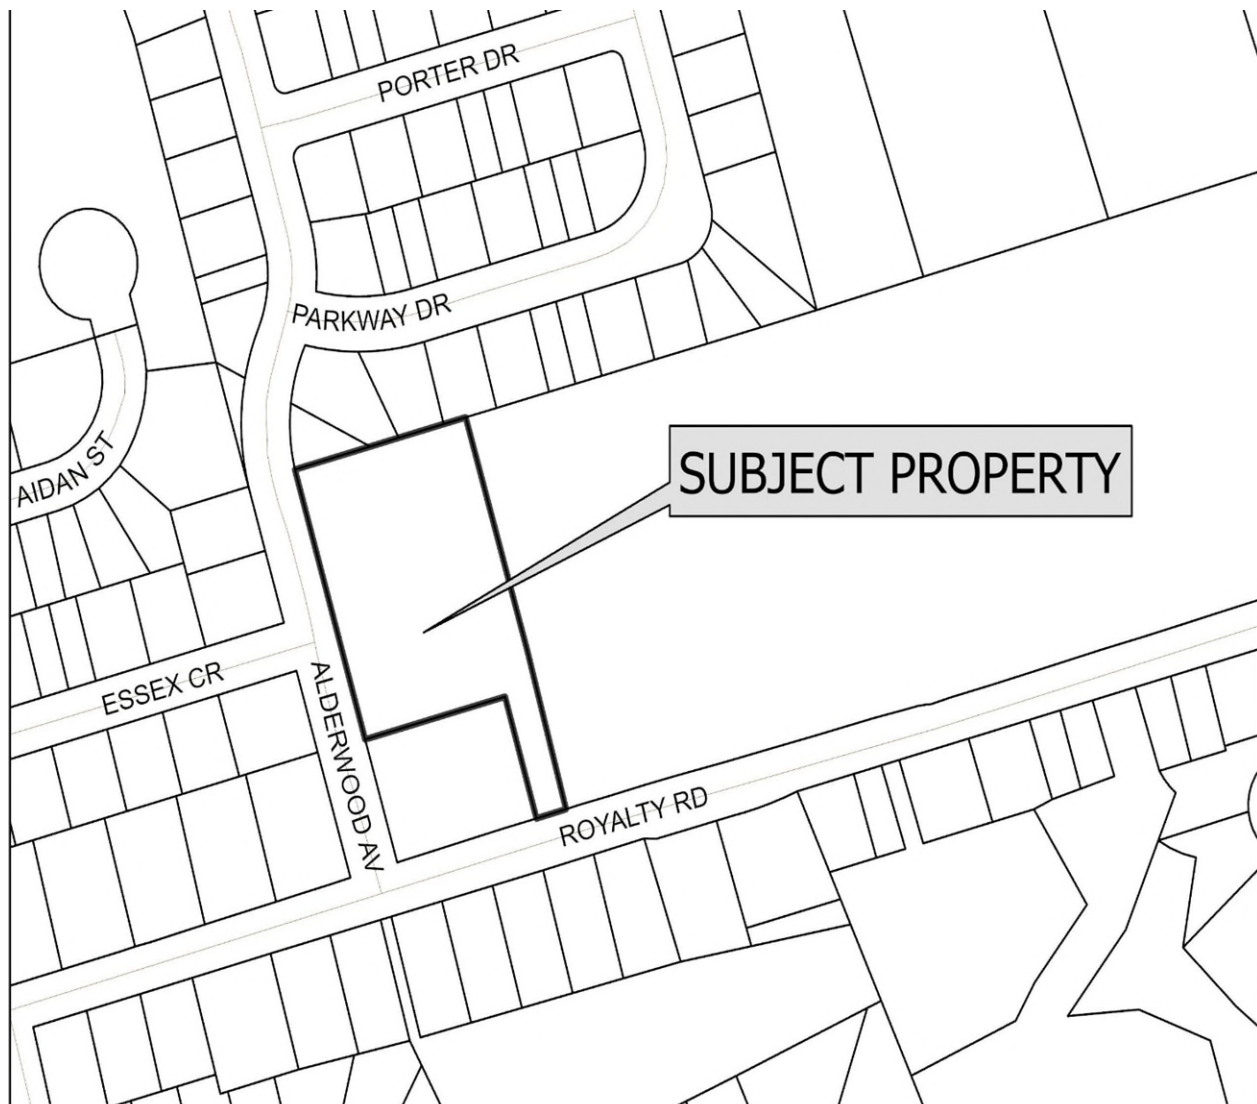 PORTER DR
PARKWAY DR
AIDAN ST
SUBJECT PROPERTY
ESSEX CR
ALDERWOOD AV
ROYALTY RD